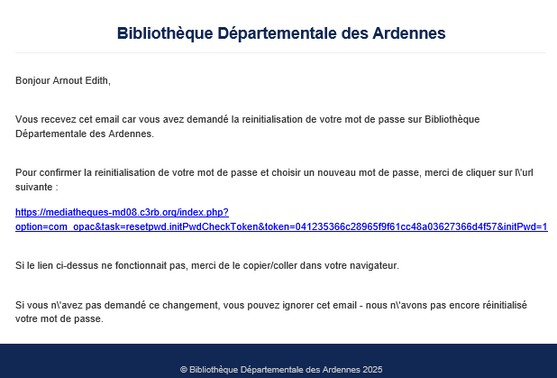 Bibliothèque Départementale des Ardennes
Bonjour Arnout Edith,
Vous recevez cet email car vous avez demandé la reinitialisation de votre mot de passe sur Bibliothèque
Départementale des Ardennes.
Pour confirmer la reinitialisation de votre mot de passe et choisir un nouveau mot de passe, merci de cliquer sur l\'url
suivante :
https://mediatheques-md08.c3rb.org/index.php?
option=com_opac&task=resetpwd.initPwdCheckToken&token=041235366c28965f9f61cc48a03627366d4f57&initPwd=1
Si le lien ci-dessus ne fonctionnait pas, merci de le copier/coller dans votre navigateur.
Si vous n\'avez pas demandé ce changement, vous pouvez ignorer cet email - nous n\'avons pas encore réinitialisé
votre mot de passe.
© Bibliothèque Départementale des Ardennes 2025